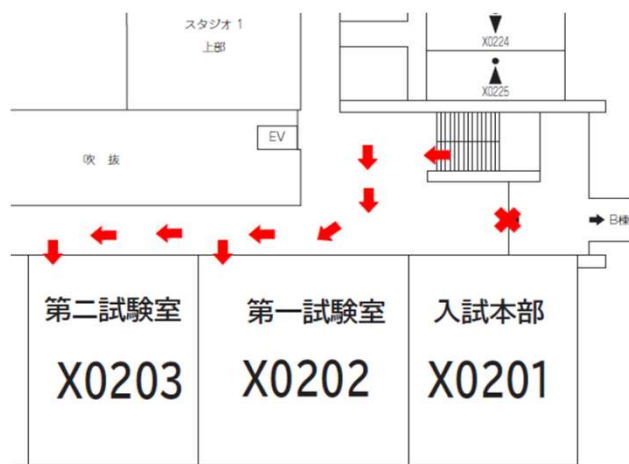 スタジオ 1
上部
X0224
X0225
EV
吹 抜
B棟
第二試験室
X0203
第一試験室
X0202
入試本部
X0201